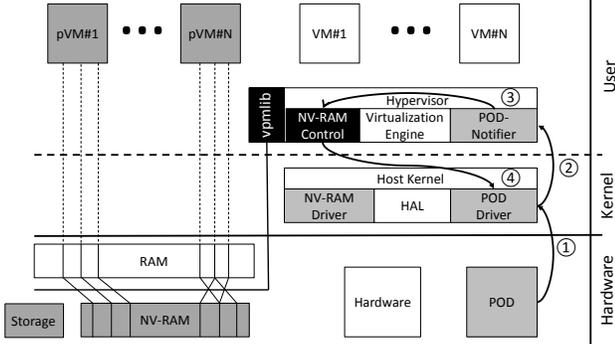 pVM#1
pVM#N
VM#1
VM#N
User
vpmlib
Hypervisor
③
NV-RAM
Control
Virtualization
Engine
POD-
Notifier
②
Kernel
Host Kernel
④
NV-RAM
Driver
HAL
POD
Driver
①
RAM
Hardware
Storage
NV-RAM
Hardware
POD